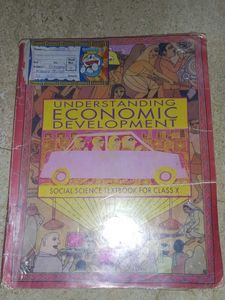 UNDERSTANDING
ECONOMIC
DEVELOPMENT
SOCIAL SCIENCE TEXTBOOK FOR CLASS X